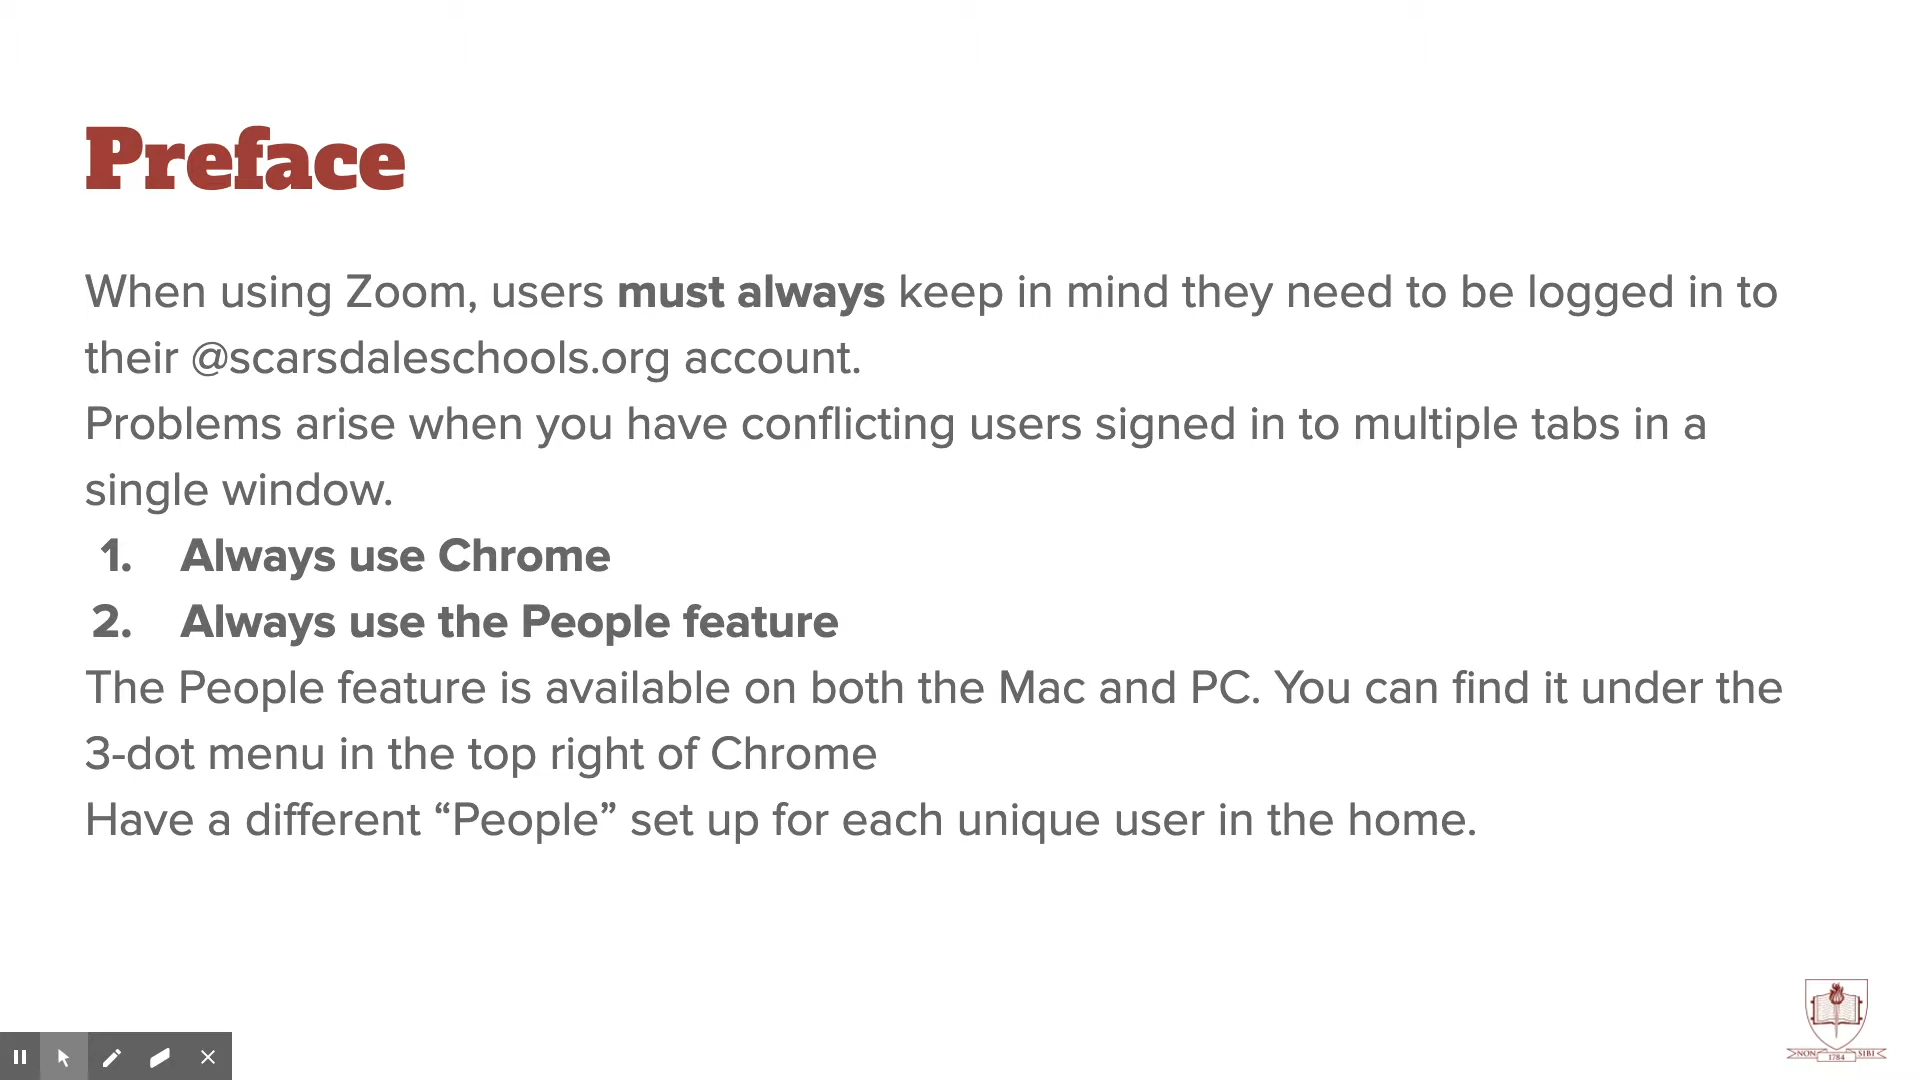 Preface
When using Zoom, users must always keep in mind they need to be logged in to
their @scarsdaleschools.org account.
Problems arise when you have conflicting users signed in to multiple tabs in a
single window.
1. Always use Chrome
2. Always use the People feature
The People feature is available on both the Mac and PC. You can find it under the
3-dot menu in the top right of Chrome
Have a different “People” set up for each unique user in the home.
NON 1784 SIBI